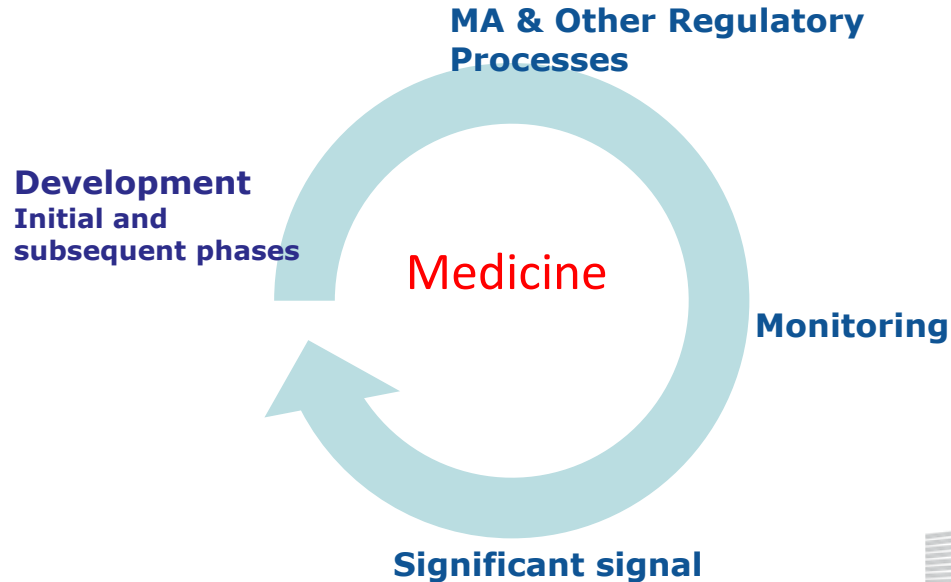 MA & Other Regulatory
Processes
Development
Initial and
subsequent phases
Medicine
Monitoring
Significant signal